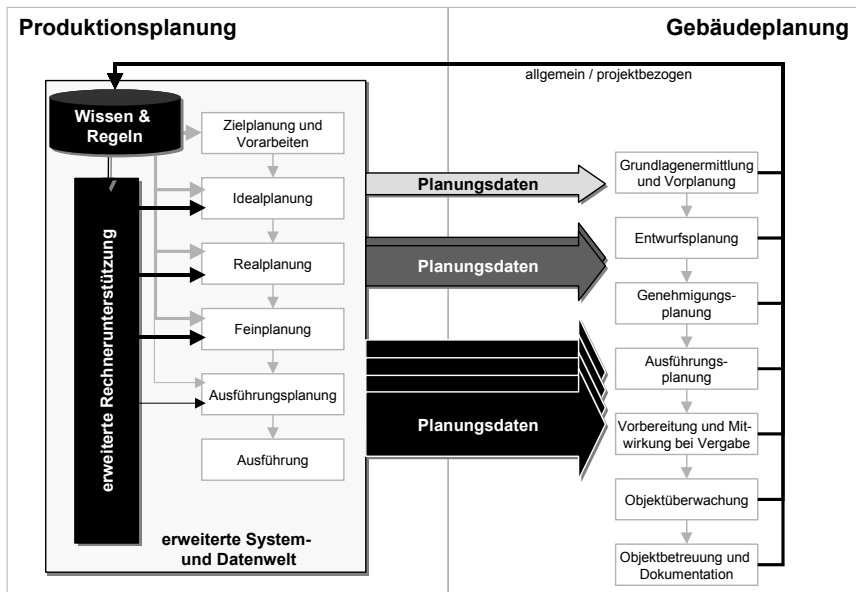 Produktionsplanung
Gebäudeplanung
allgemein / projektbezogen
Wissen &
Regeln
erweiterte Rechnerunterstützung
Zielplanung und
Vorarbeiten
Idealplanung
Realplanung
Feinplanung
Ausführungsplanung
Ausführung
erweiterte System-
und Datenwelt
Planungsdaten
Planungsdaten
Planungsdaten
Grundlagenermittlung
und Vorplanung
Entwurfsplanung
Genehmigungs-
planung
Ausführungs-
planung
Vorbereitung und Mit-
wirkung bei Vergabe
Objektüberwachung
Objektbetreuung und
Dokumentation